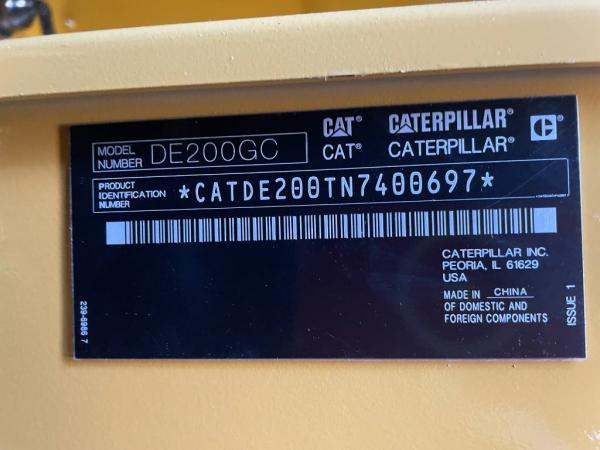 MODEL NUMBER DE200GC
CAT® CATERPILLAR® C®
CAT® CATERPILLAR®
PRODUCT IDENTIFICATION NUMBER *CATDE200TN7400697*
CATERPILLAR INC.
PEORIA, IL 61629
USA
MADE IN CHINA
OF DOMESTIC AND
FOREIGN COMPONENTS
ISSUE 1
239-6986 7